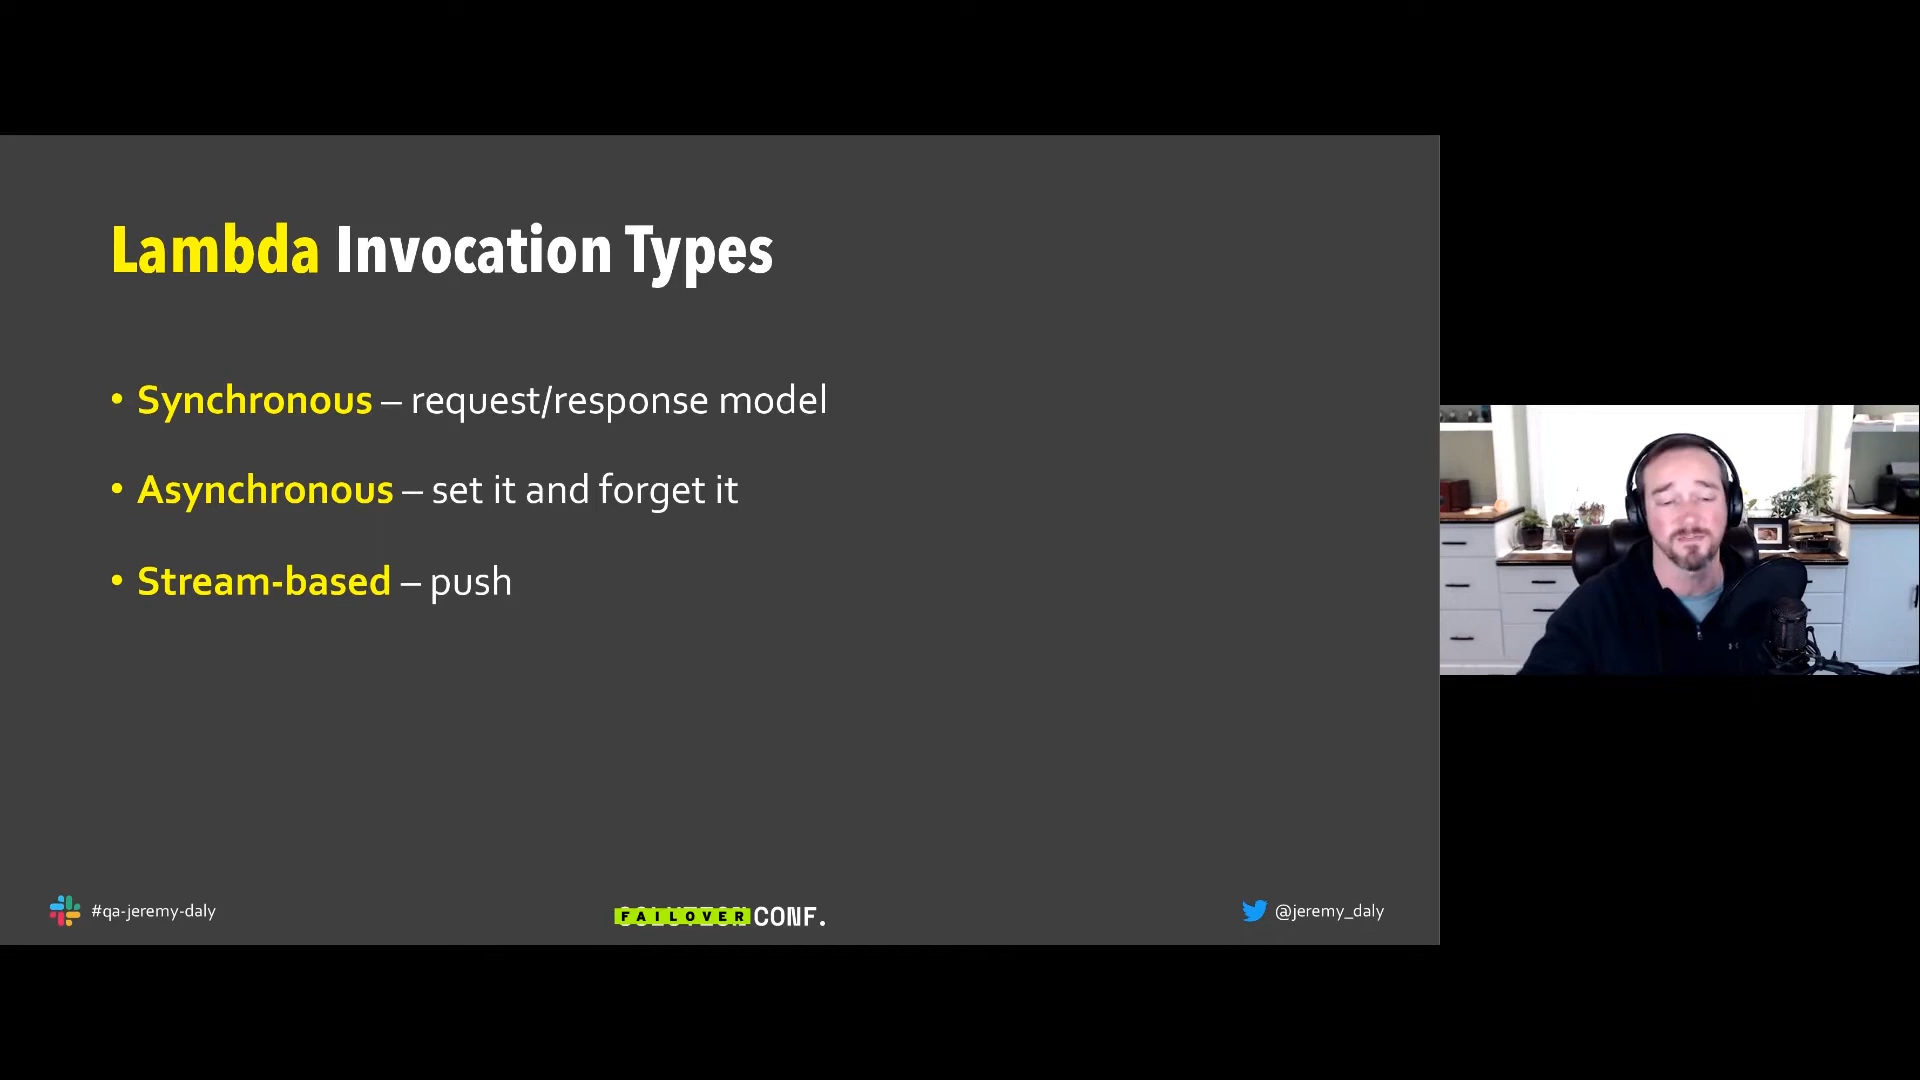 Lambda Invocation Types
• Synchronous – request/response model
• Asynchronous – set it and forget it
• Stream-based – push
#qa-jeremy-daly
FAILOVER CONF.
@jeremy_daly